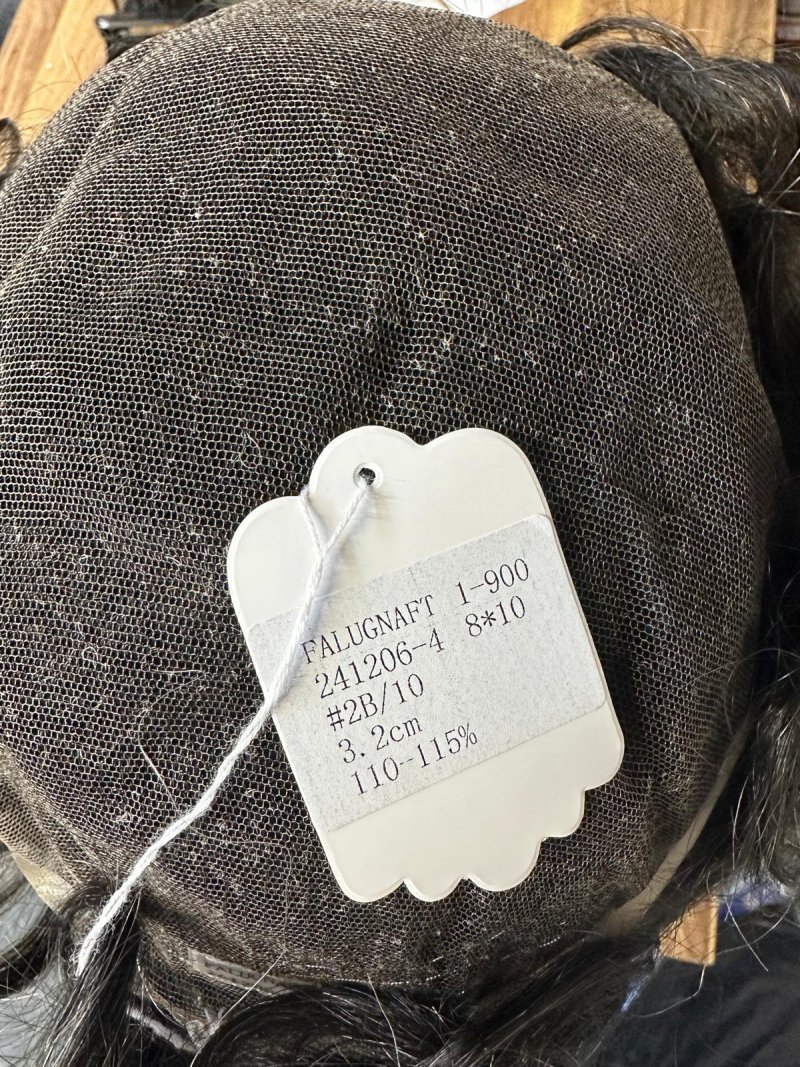 FALUGNAFT 1-900
241206-4 8*10
#2B/10
3.2cm
110--115%